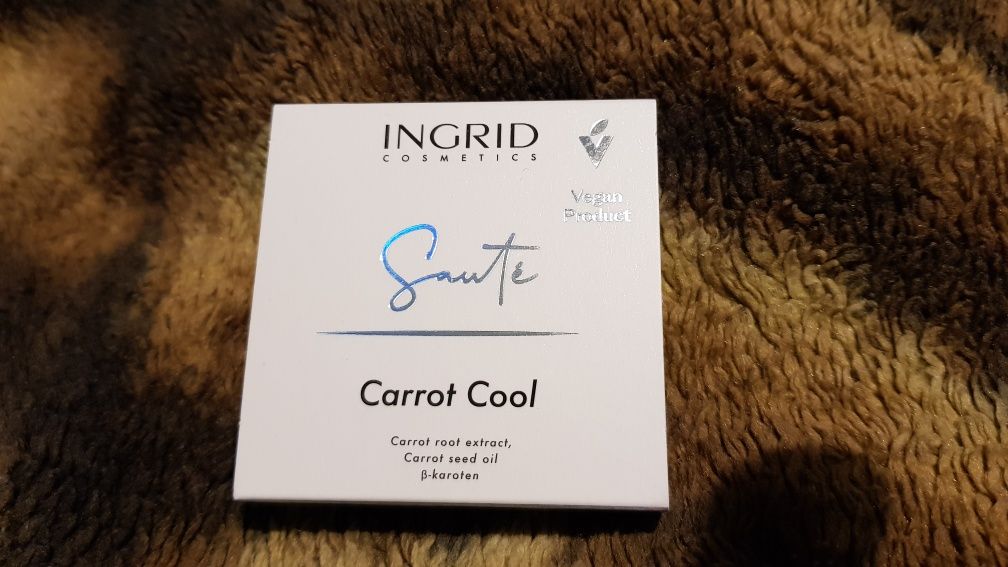 INGRID
COSMETICS
Vegan
Product
Sauté
Carrot Cool
Carrot root extract,
Carrot seed oil
β-karoten